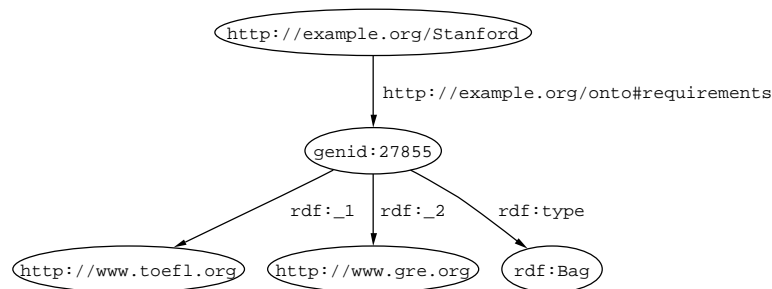 http://example.org/Stanford
http://example.org/onto#requirements
genid:27855
rdf:_1 rdf:_2 rdf:type
http://www.toefl.org http://www.gre.org rdf:Bag